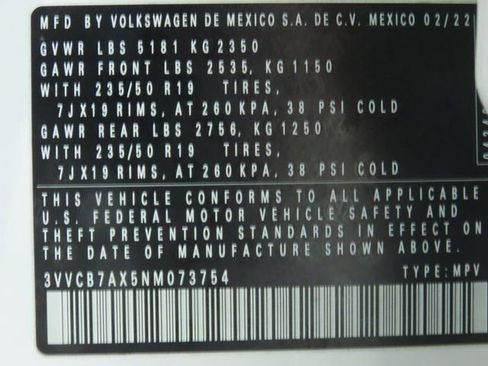 MFD BY VOLKSWAGEN DE MEXICO S.A. DE C.V. MEXICO 02/22
GVWR LBS 5181 KG 2350
GAWR FRONT LBS 2535, KG 1150
WITH 235/50 R19 TIRES,
7JX19 RIMS, AT 260 KPA, 38 PSI COLD
GAWR REAR LBS 2756, KG 1250
WITH 235/50 R19 TIRES,
7JX19 RIMS, AT 260 KPA, 38 PSI COLD
THIS VEHICLE CONFORMS TO ALL APPLICABLE
U.S. FEDERAL MOTOR VEHICLE SAFETY AND
THEFT PREVENTION STANDARDS IN EFFECT ON
THE DATE OF MANUFACTURE SHOWN ABOVE.
3VVCB7AX5NM073754 TYPE: MPV